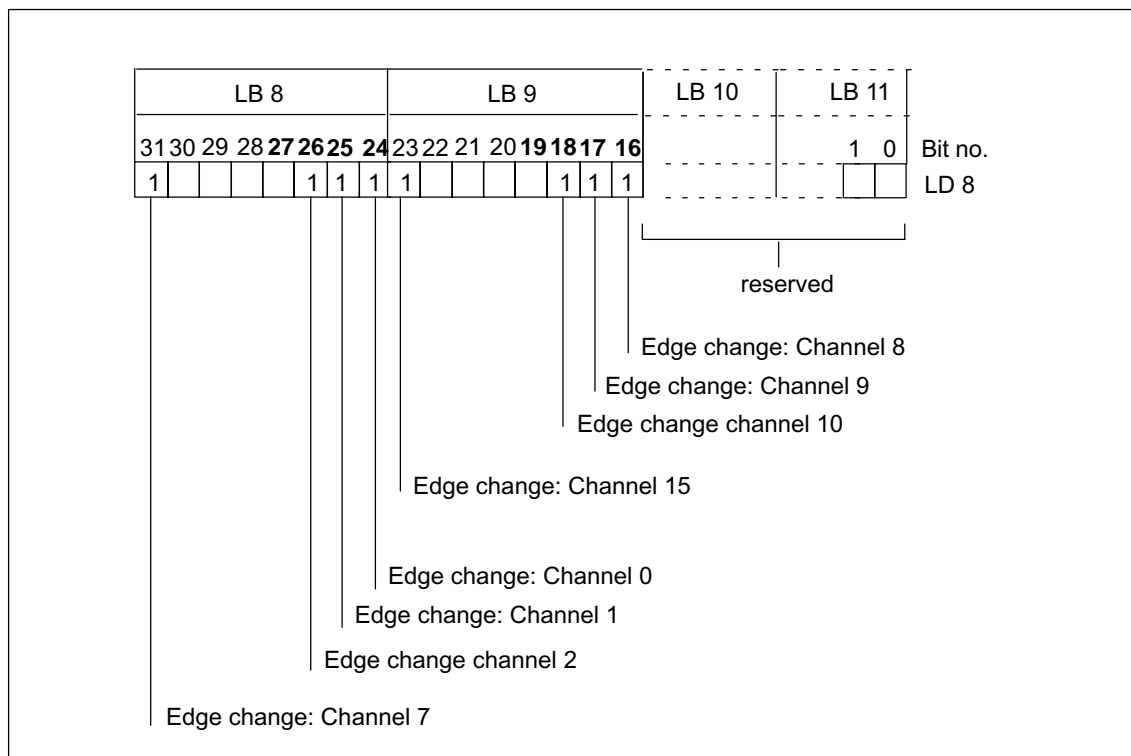 LB 8 LB 9 LB 10 LB 11
31 30 29 28 27 26 25 24 23 22 21 20 19 18 17 16 1 0 Bit no.
1 1 1 1 1 1 1 1 LD 8
reserved
Edge change: Channel 8
Edge change: Channel 9
Edge change channel 10
Edge change: Channel 15
Edge change: Channel 0
Edge change: Channel 1
Edge change channel 2
Edge change: Channel 7